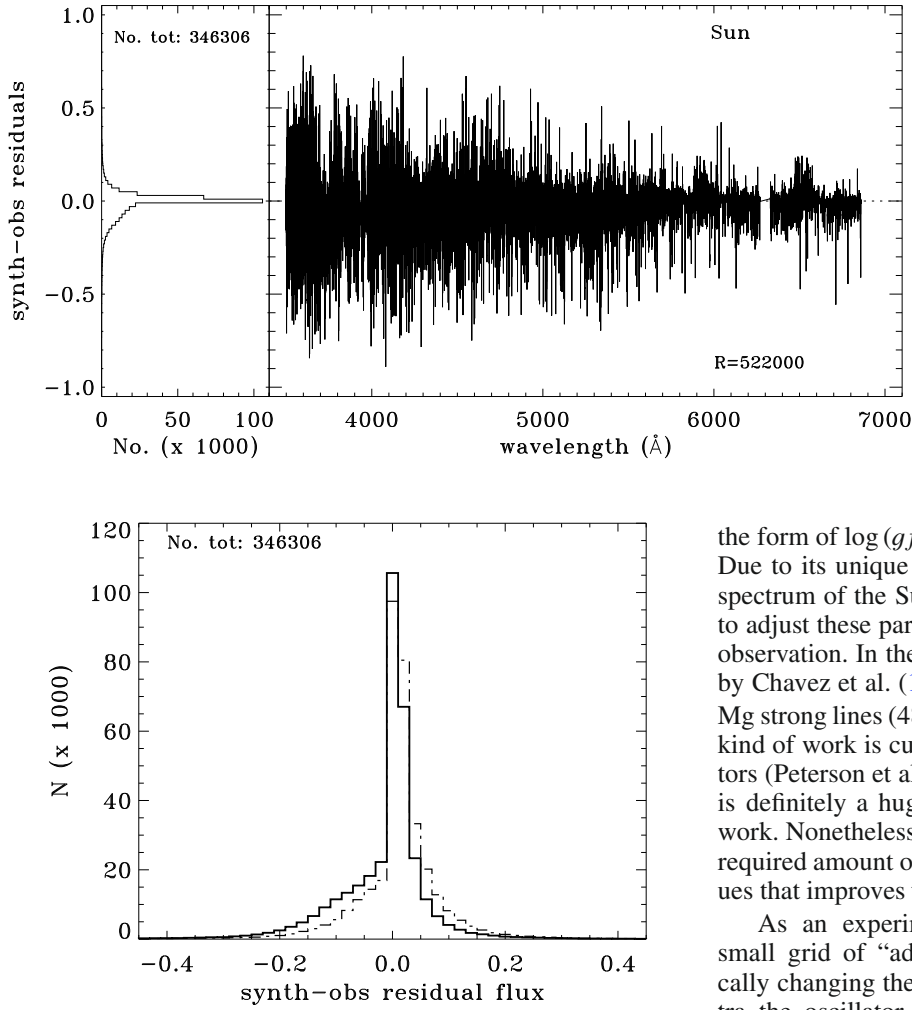 1.0
0.5
0.0
−0.5
−1.0
synth−obs residuals
No. tot: 346306
Sun
R=522000
0 50 100
No. (x 1000)
4000 5000 6000 7000
wavelength (Å)
120
100
80
60
40
20
0
N (x 1000)
No. tot: 346306
−0.4 −0.2 0.0 0.2 0.4
synth−obs residual flux
the form of log (g
Due to its unique
spectrum of the Su
to adjust these par
observation. In the
by Chavez et al. (
Mg strong lines (4
kind of work is cu
tors (Peterson et al
is definitely a hug
work. Nonetheless
required amount o
ues that improves
As an experim
small grid of “ad
cally changing the
tra the oscillator